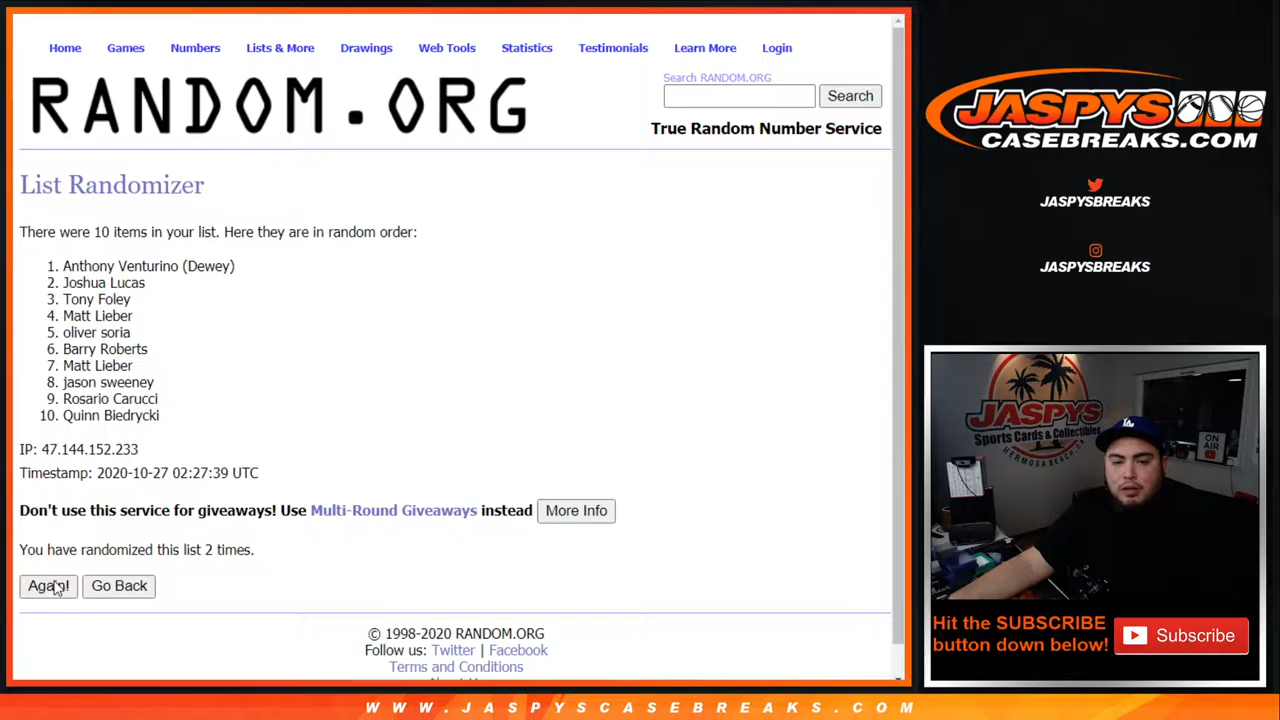 Home Games Numbers Lists & More Drawings Web Tools Statistics Testimonials Learn More Login
RANDOM.ORG
Search RANDOM.ORG
Search
True Random Number Service
List Randomizer
There were 10 items in your list. Here they are in random order:
1. Anthony Venturino (Dewey)
2. Joshua Lucas
3. Tony Foley
4. Matt Lieber
5. oliver soria
6. Barry Roberts
7. Matt Lieber
8. jason sweeney
9. Rosario Carucci
10. Quinn Biedrycki
IP: 47.144.152.233
Timestamp: 2020-10-27 02:27:39 UTC
Don't use this service for giveaways! Use Multi-Round Giveaways instead More Info
You have randomized this list 2 times.
Again! Go Back
© 1998-2020 RANDOM.ORG
Follow us: Twitter | Facebook
Terms and Conditions
JASPYS
CASEBREAKS.COM
JASPYSBREAKS
JASPYSBREAKS
JASPYS
Sports Cards & Collectibles
HERMOSA BEACH, CA
ON AIR
LA
Hit the SUBSCRIBE
button down below!
Subscribe
WWW.JASPYSCASEBREAKS.COM